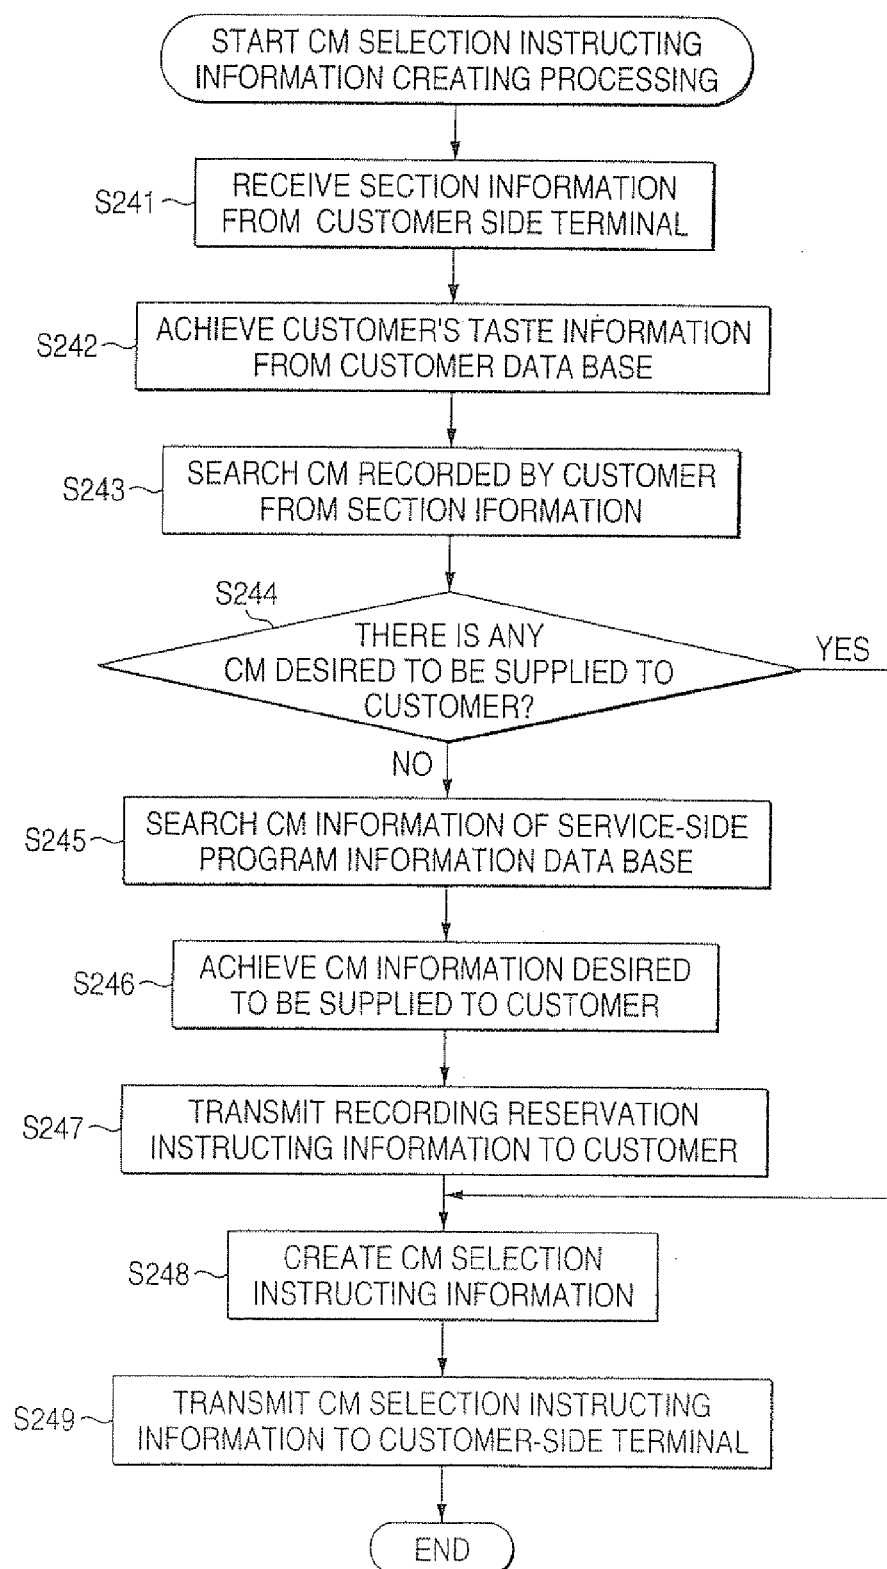 START CM SELECTION INSTRUCTING
INFORMATION CREATING PROCESSING
S241
RECEIVE SECTION INFORMATION
FROM CUSTOMER SIDE TERMINAL
S242
ACHIEVE CUSTOMER'S TASTE INFORMATION
FROM CUSTOMER DATA BASE
S243
SEARCH CM RECORDED BY CUSTOMER
FROM SECTION IFORMATION
S244
THERE IS ANY
CM DESIRED TO BE SUPPLIED TO
CUSTOMER?
YES
NO
S245
SEARCH CM INFORMATION OF SERVICE-SIDE
PROGRAM INFORMATION DATA BASE
S246
ACHIEVE CM INFORMATION DESIRED
TO BE SUPPLIED TO CUSTOMER
S247
TRANSMIT RECORDING RESERVATION
INSTRUCTING INFORMATION TO CUSTOMER
S248
CREATE CM SELECTION
INSTRUCTING INFORMATION
S249
TRANSMIT CM SELECTION INSTRUCTING
INFORMATION TO CUSTOMER-SIDE TERMINAL
END